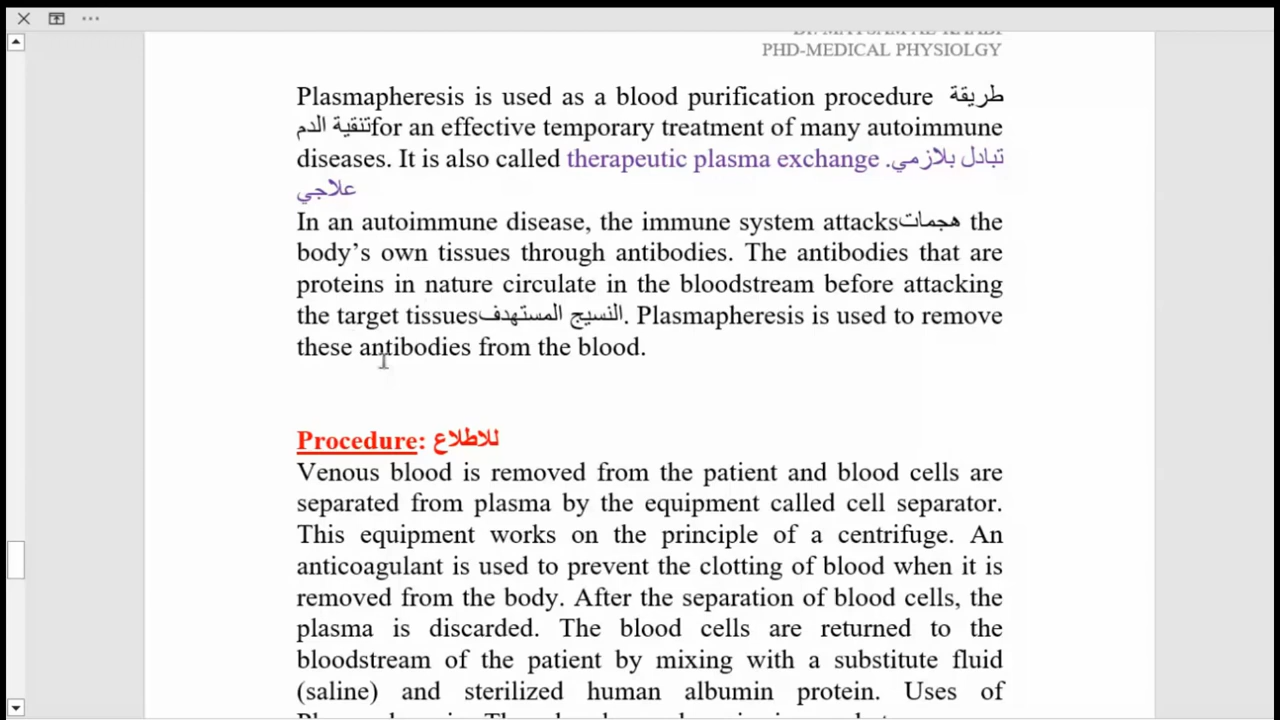 PHD-MEDICAL PHYSIOLGY
Plasmapheresis is used as a blood purification procedure طريقة
تنقية الدم for an effective temporary treatment of many autoimmune
diseases. It is also called therapeutic plasma exchange .تبادل بلازمي
علاجي
In an autoimmune disease, the immune system attacks هجمات the
body’s own tissues through antibodies. The antibodies that are
proteins in nature circulate in the bloodstream before attacking
the target tissues النسيج المستهدف. Plasmapheresis is used to remove
these antibodies from the blood.
Procedure: للاطلاع
Venous blood is removed from the patient and blood cells are
separated from plasma by the equipment called cell separator.
This equipment works on the principle of a centrifuge. An
anticoagulant is used to prevent the clotting of blood when it is
removed from the body. After the separation of blood cells, the
plasma is discarded. The blood cells are returned to the
bloodstream of the patient by mixing with a substitute fluid
(saline) and sterilized human albumin protein. Uses of